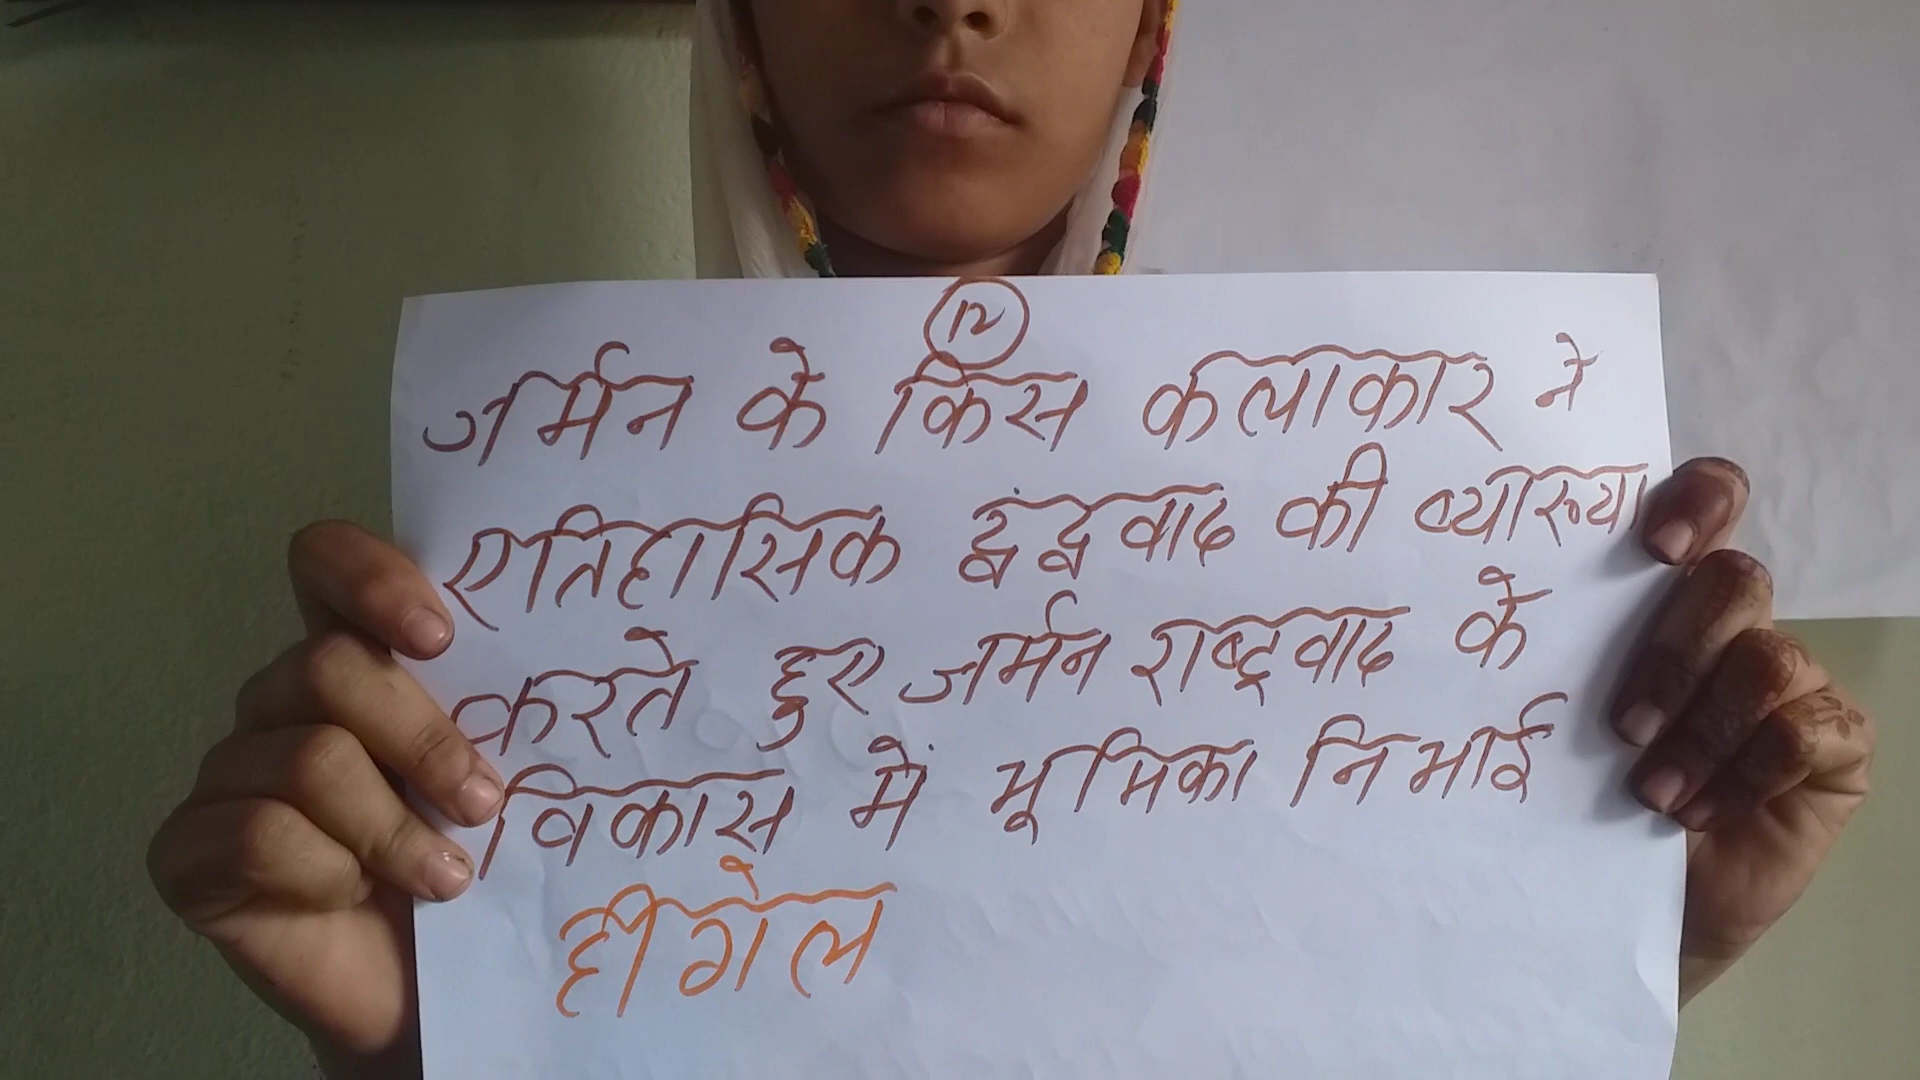 12
जर्मन के किस कलाकार ने
एतिहासिक द्वंद्ववाद की व्याख्या
करते हुए जर्मन राष्ट्रवाद के
विकास में भूमिका निभाई
हीगेल